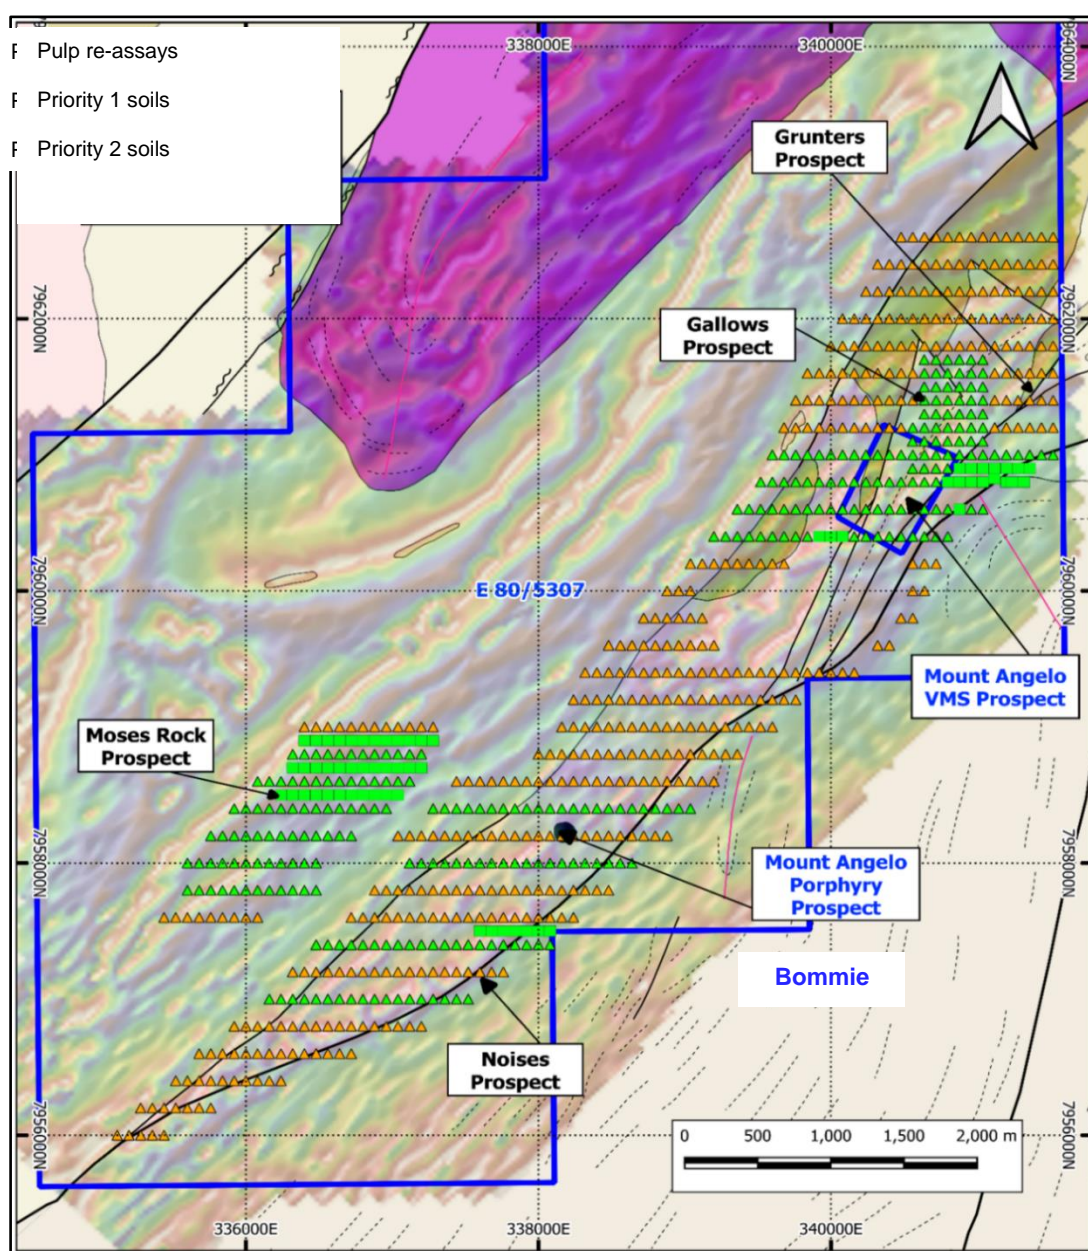 Pulp re-assays
Priority 1 soils
Priority 2 soils
338000E
340000E
7964000N
Grunters
Prospect
7962000N
7962000N
Gallows
Prospect
E 80/5307
7960000N
7960000N
Mount Angelo
VMS Prospect
Moses Rock
Prospect
7958000N
7958000N
Mount Angelo
Porphyry
Prospect
Bommie
Noises
Prospect
7956000N
7956000N
0 500 1,000 1,500 2,000 m
336000E
338000E
340000E